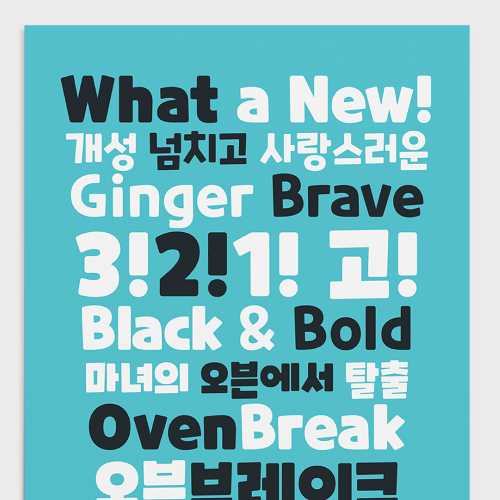 What a New!
개성 넘치고 사랑스러운
Ginger Brave
3!2!1! 고!
Black & Bold
마녀의 오븐에서 탈출
OvenBreak
오븐브레이크